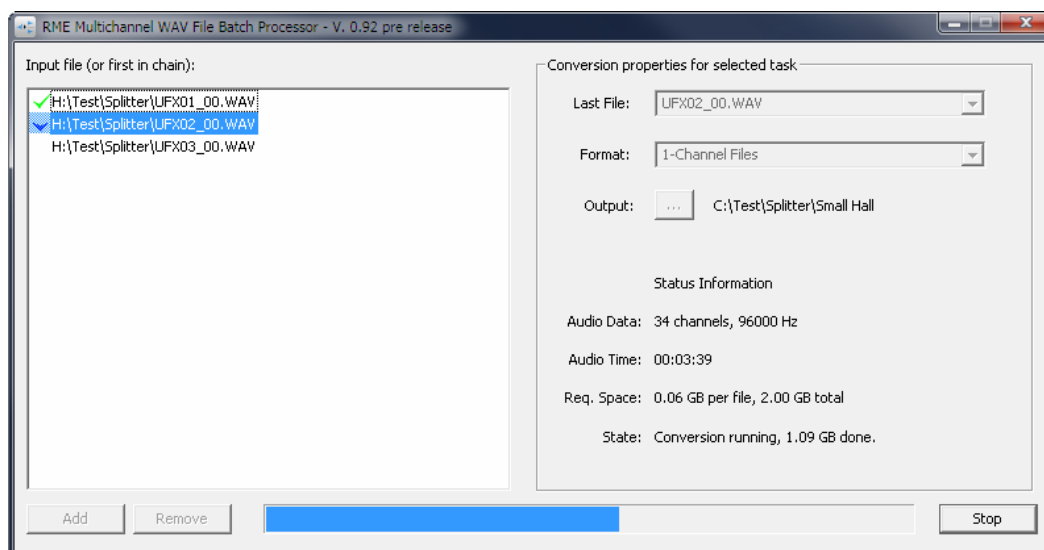 RME Multichannel WAV File Batch Processor - V. 0.92 pre release
Input file (or first in chain):
H:\Test\Splitter\UFX01_00.WAV
H:\Test\Splitter\UFX02_00.WAV
H:\Test\Splitter\UFX03_00.WAV
Conversion properties for selected task
Last File: UFX02_00.WAV
Format: 1-Channel Files
Output: ... C:\Test\Splitter\Small Hall
Status Information
Audio Data: 34 channels, 96000 Hz
Audio Time: 00:03:39
Req. Space: 0.06 GB per file, 2.00 GB total
State: Conversion running, 1.09 GB done.
Add Remove Stop